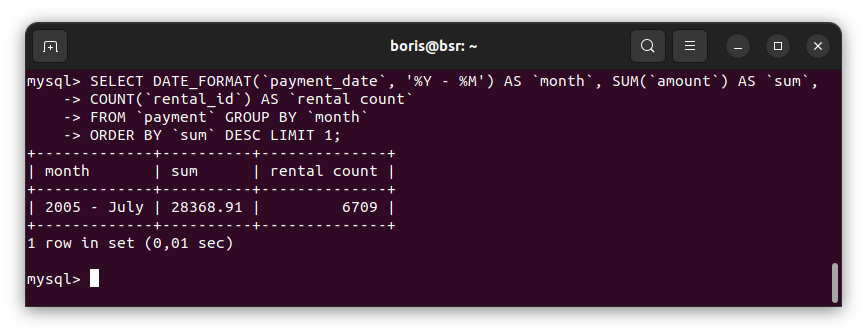 boris@bsr: ~
mysql> SELECT DATE_FORMAT(`payment_date`, '%Y - %M') AS `month`, SUM(`amount`) AS `sum`,
    -> COUNT(`rental_id`) AS `rental count`
    -> FROM `payment` GROUP BY `month`
    -> ORDER BY `sum` DESC LIMIT 1;
+-------------+----------+--------------+
| month       | sum      | rental count |
+-------------+----------+--------------+
| 2005 - July | 28368.91 |         6709 |
+-------------+----------+--------------+
1 row in set (0,01 sec)
mysql>